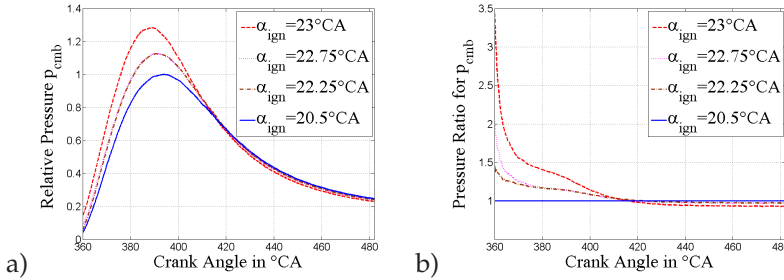 a)
Relative Pressure p_cmb
1.4
1.2
1
0.8
0.6
0.4
0.2
0
360 380 400 420 440 460 480
Crank Angle in °CA
α_ign=23°CA
α_ign=22.75°CA
α_ign=22.25°CA
α_ign=20.5°CA
b)
Pressure Ratio for p_cmb
3.5
3
2.5
2
1.5
1
360 380 400 420 440 460 480
Crank Angle in °CA
α_ign=23°CA
α_ign=22.75°CA
α_ign=22.25°CA
α_ign=20.5°CA